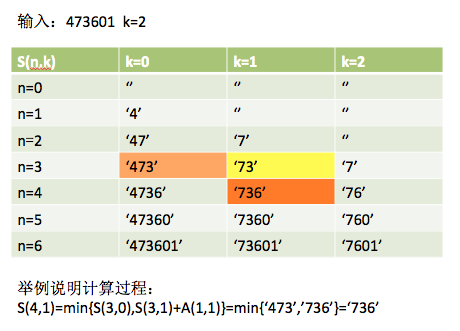 输入：473601 k=2
S(n,k) k=0 k=1 k=2
n=0 ‘’ ‘’ ‘’
n=1 ‘4’ ‘’ ‘’
n=2 ‘47’ ‘7’ ‘’
n=3 ‘473’ ‘73’ ‘7’
n=4 ‘4736’ ‘736’ ‘76’
n=5 ‘47360’ ‘7360’ ‘760’
n=6 ‘473601’ ‘73601’ ‘7601’
举例说明计算过程：
S(4,1)=min{S(3,0),S(3,1)+A(1,1)}=min{‘473’,’736’}=‘736‘